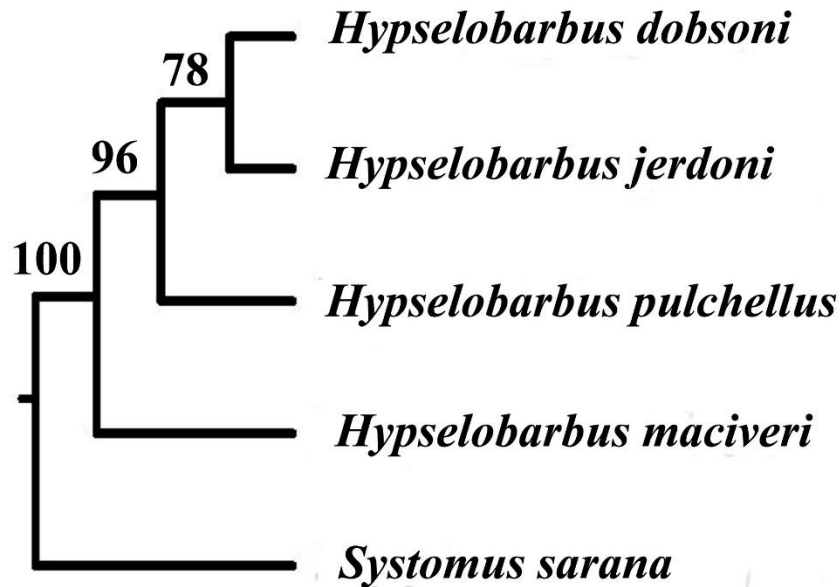 Hypselobarbus dobsoni
78
Hypselobarbus jerdoni
96
100
Hypselobarbus pulchellus
Hypselobarbus maciveri
Systomus sarana